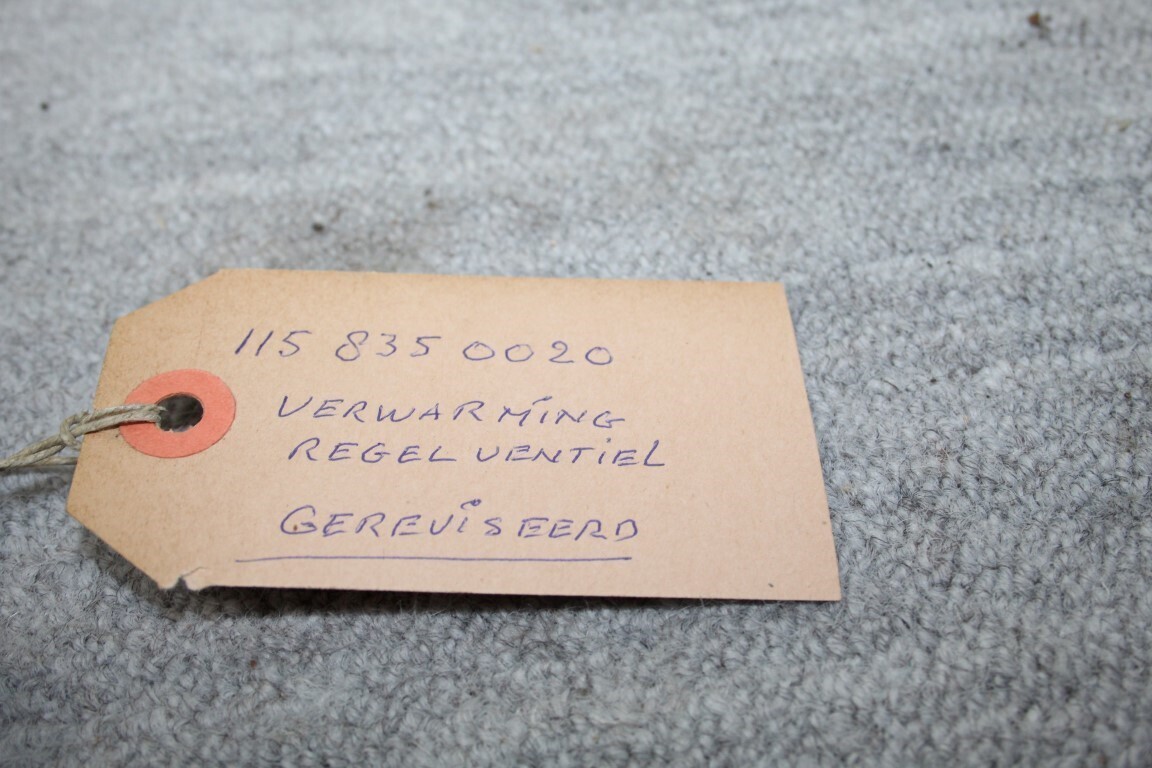 115 835 0020
VERWARMING
REGEL VENTIEL
GEREVISEERD